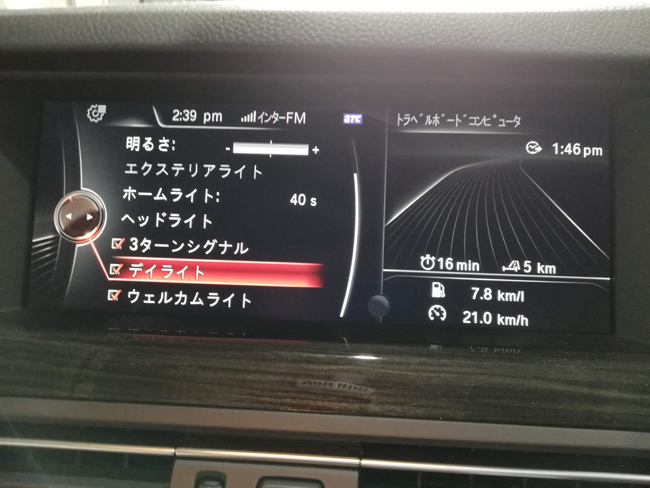 2:39 pm インターFM ETC
明るさ: - +
エクステリアライト
ホームライト: 40 s
ヘッドライト
3ターンシグナル
デイライト
ウェルカムライト
トラベルボードコンピュータ
1:46 pm
16 min 5 km
7.8 km/l
21.0 km/h